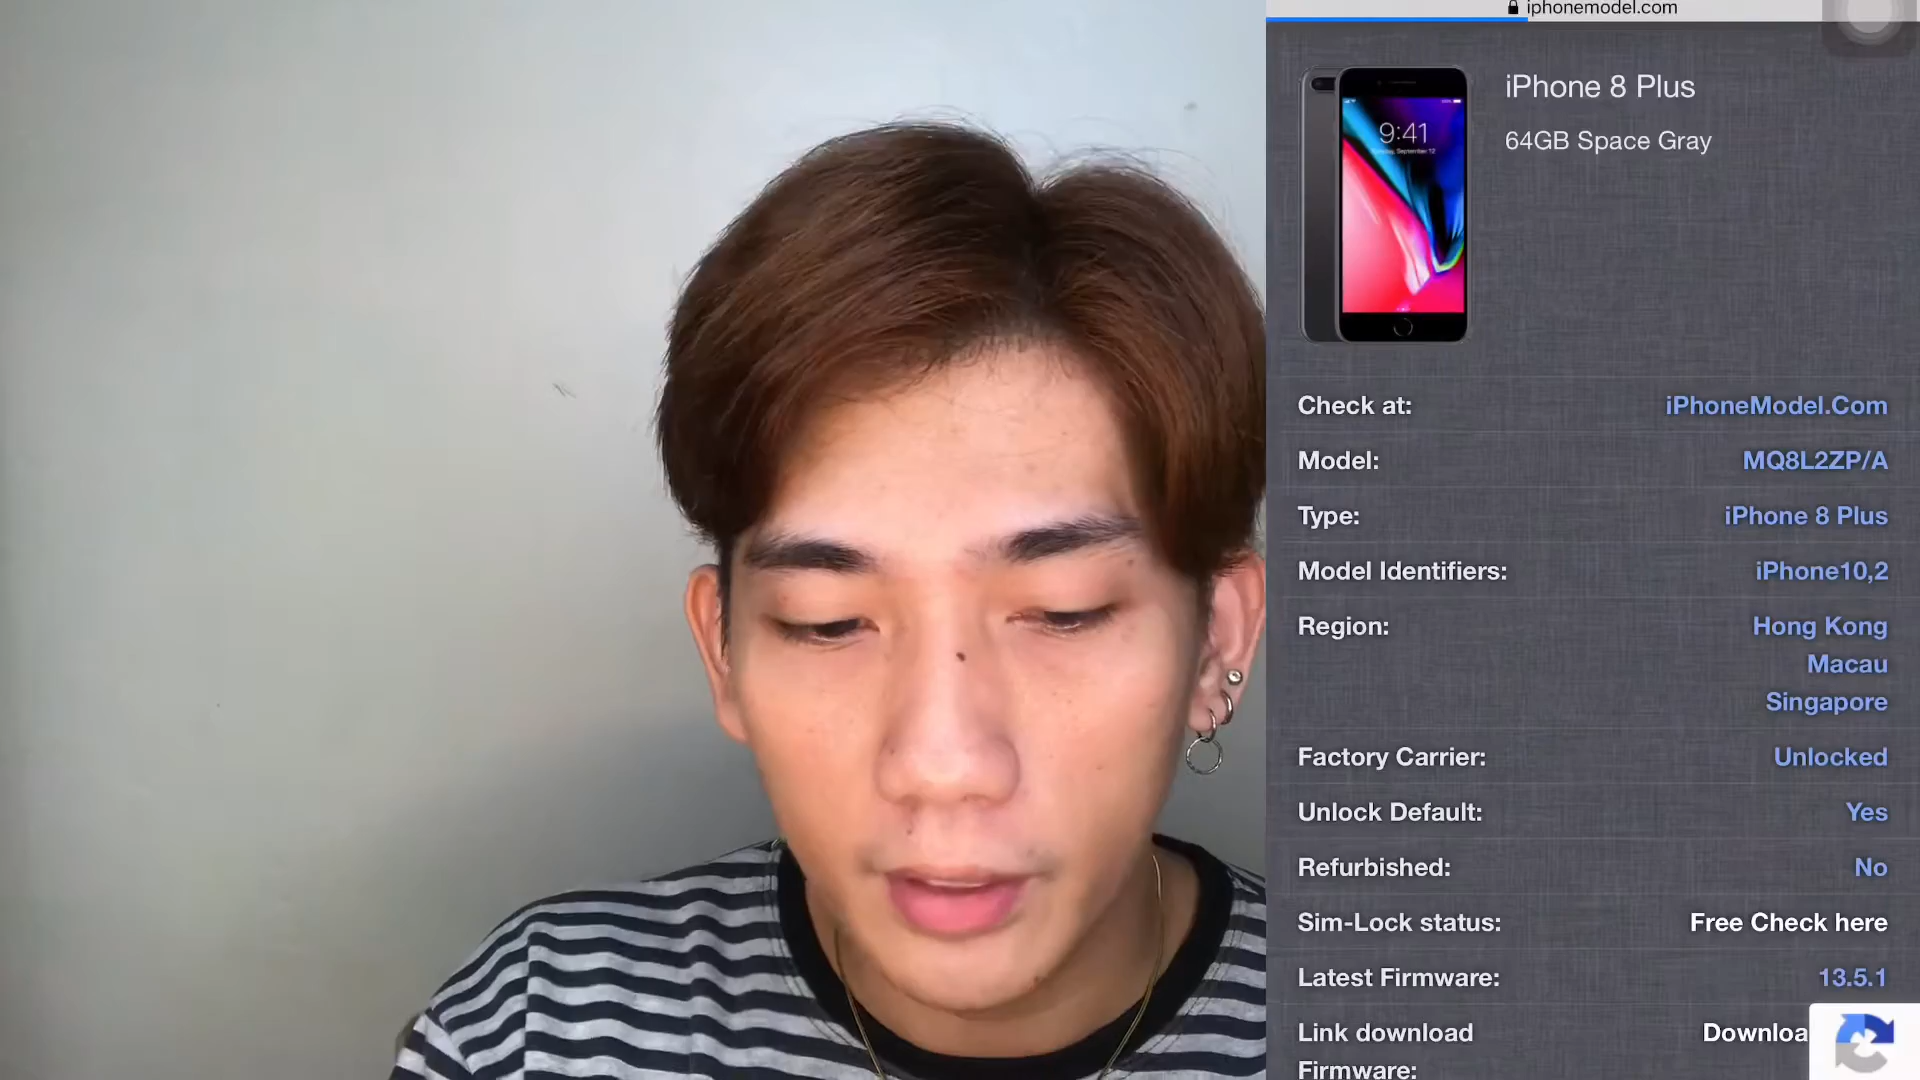 iphonemodel.com
iPhone 8 Plus
64GB Space Gray
9:41
Check at: iPhoneModel.Com
Model: MQ8L2ZP/A
Type: iPhone 8 Plus
Model Identifiers: iPhone10,2
Region: Hong Kong
Macau
Singapore
Factory Carrier: Unlocked
Unlock Default: Yes
Refurbished: No
Sim-Lock status: Free Check here
Latest Firmware: 13.5.1
Link download Downloa
Firmware: